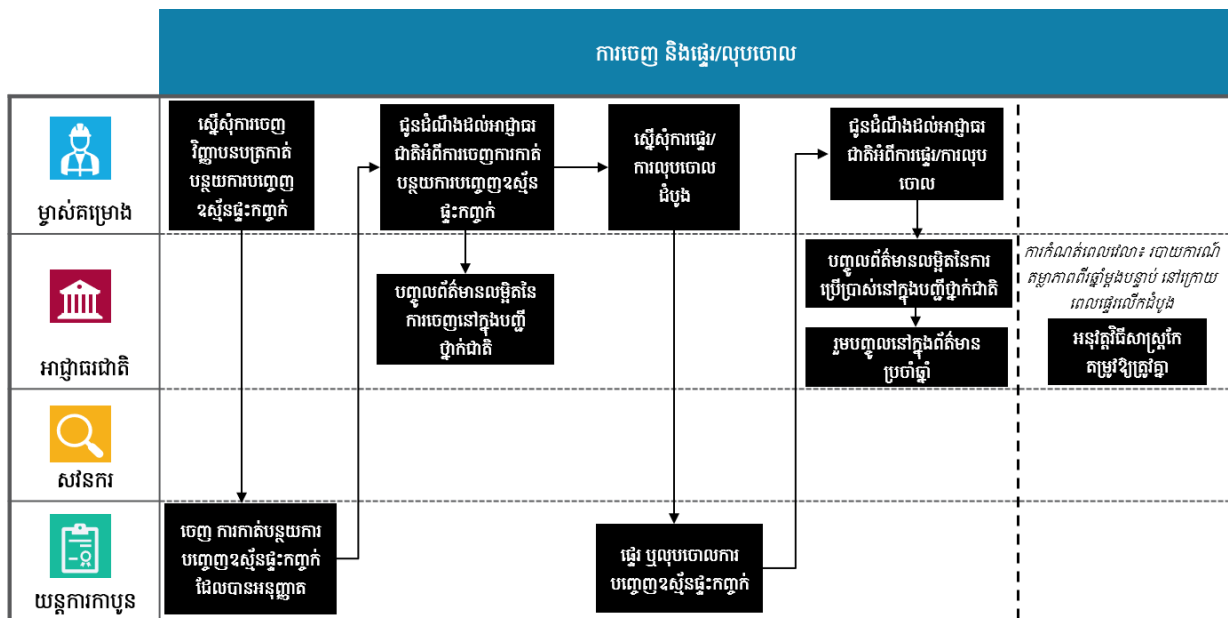 ការចេញ និងផ្ទេរ/លុបចោល
ស្នើសុំការចេញ
វិញ្ញាបនបត្រកាត់
បន្ថយការបញ្ចេញ
ឧស្ម័នផ្ទះកញ្ចក់
ជូនដំណឹងដល់អាជ្ញាធរ
ជាតិអំពីការចេញការកាត់
បន្ថយការបញ្ចេញឧស្ម័ន
ផ្ទះកញ្ចក់
ស្នើសុំការផ្ទេរ/
ការលុបចោល
ដំបូង
ជូនដំណឹងដល់អាជ្ញាធរ
ជាតិអំពីការផ្ទេរ/ការលុប
ចោល
ម្ចាស់គម្រោង
បញ្ចូលព័ត៌មានលម្អិតនៃ
ការចេញនៅក្នុងបញ្ជី
ថ្នាក់ជាតិ
បញ្ចូលព័ត៌មានលម្អិតនៃការ
ប្រើប្រាស់នៅក្នុងបញ្ជីថ្នាក់ជាតិ
រួមបញ្ចូលនៅក្នុងព័ត៌មាន
ប្រចាំឆ្នាំ
ការកំណត់ពេលវេលា៖ របាយការណ៍
តម្លាភាពពីរឆ្នាំម្តងបន្ទាប់ នៅក្រោយ
ពេលផ្ទេរលើកដំបូង
អនុវត្តវិធីសាស្ត្រកែ
តម្រូវឱ្យត្រូវគ្នា
អាជ្ញាធរជាតិ
សវនករ
ចេញ ការកាត់បន្ថយការ
បញ្ចេញឧស្ម័នផ្ទះកញ្ចក់
ដែលបានអនុញ្ញាត
ផ្ទេរ ឬលុបចោលការ
បញ្ចេញឧស្ម័នផ្ទះកញ្ចក់
យន្តការកាបូន